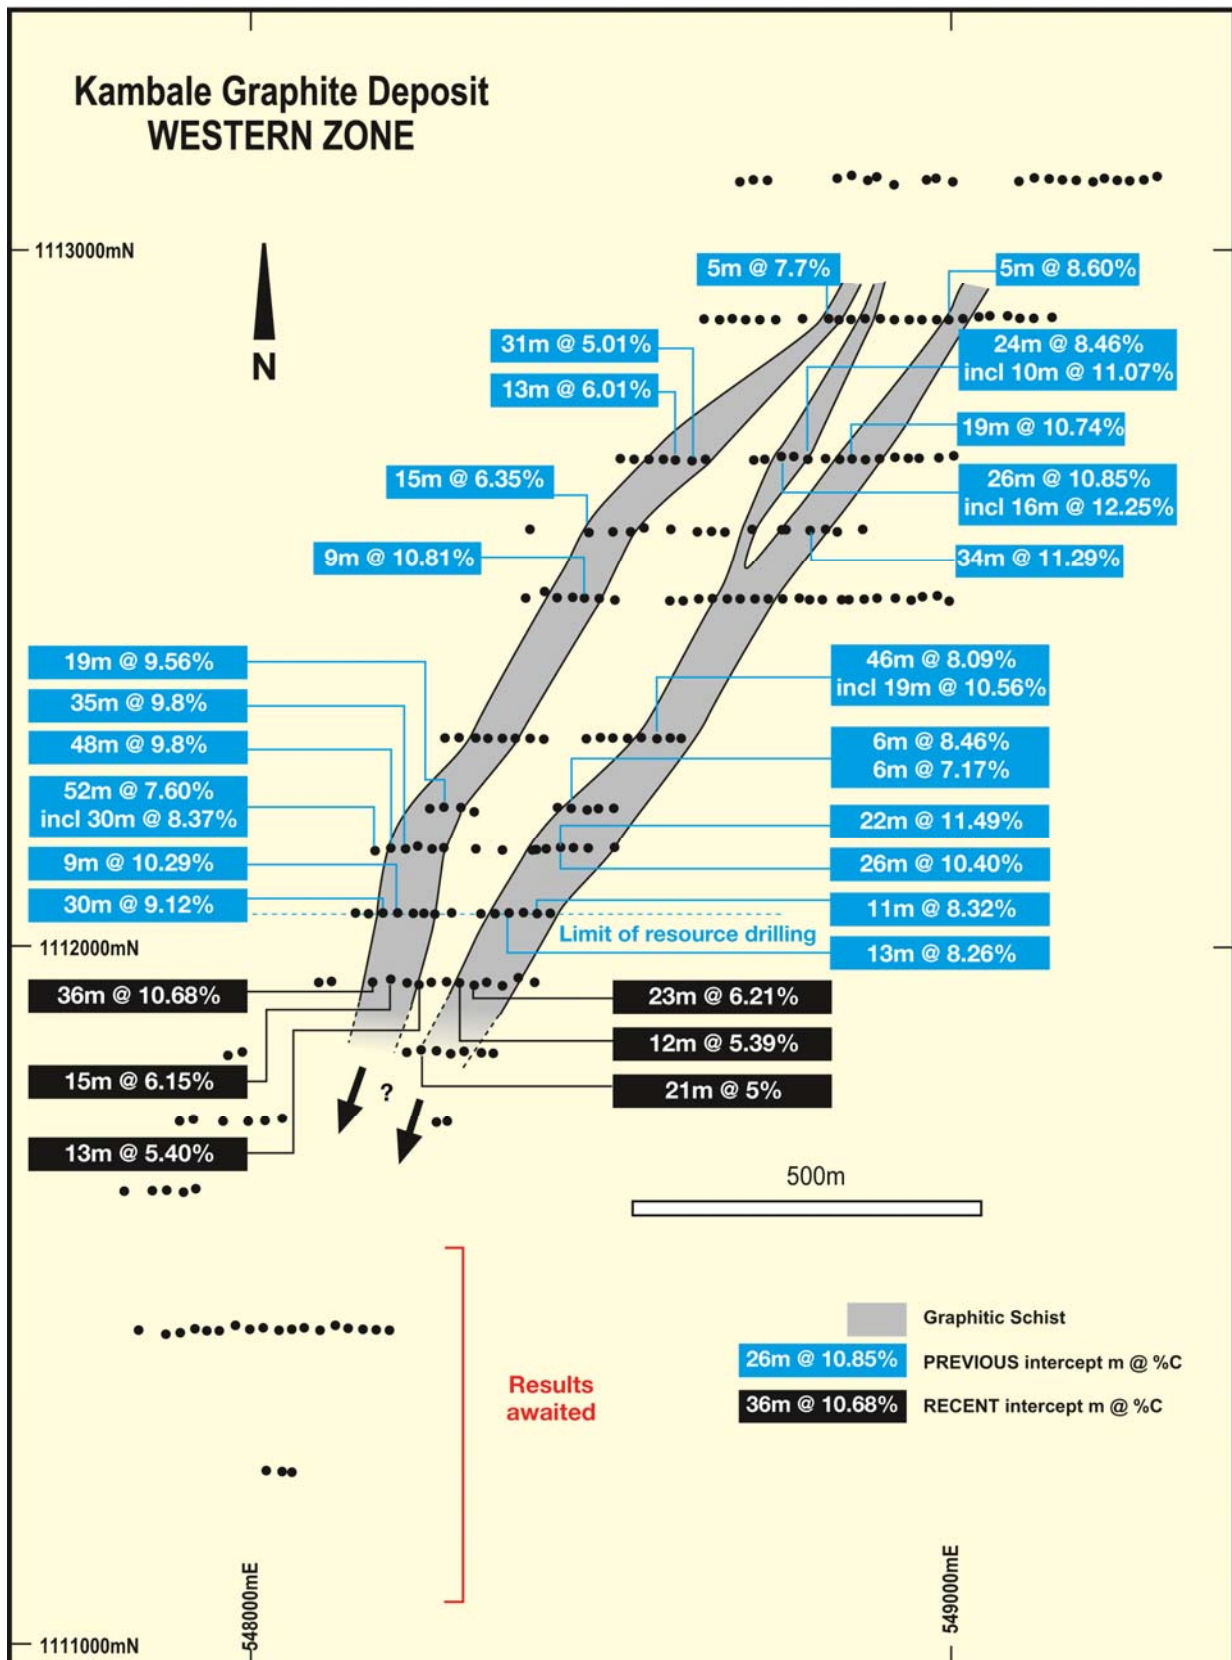 Kambale Graphite Deposit
WESTERN ZONE
1113000mN
N
5m @ 7.7%
5m @ 8.60%
31m @ 5.01%
24m @ 8.46%
incl 10m @ 11.07%
13m @ 6.01%
19m @ 10.74%
15m @ 6.35%
26m @ 10.85%
incl 16m @ 12.25%
9m @ 10.81%
34m @ 11.29%
19m @ 9.56%
46m @ 8.09%
incl 19m @ 10.56%
35m @ 9.8%
48m @ 9.8%
6m @ 8.46%
6m @ 7.17%
52m @ 7.60%
incl 30m @ 8.37%
22m @ 11.49%
9m @ 10.29%
26m @ 10.40%
30m @ 9.12%
11m @ 8.32%
Limit of resource drilling
1112000mN
13m @ 8.26%
36m @ 10.68%
23m @ 6.21%
12m @ 5.39%
15m @ 6.15%
?
21m @ 5%
13m @ 5.40%
500m
Graphitic Schist
26m @ 10.85%
PREVIOUS intercept m @ %C
36m @ 10.68%
RECENT intercept m @ %C
Results
awaited
548000mE
549000mE
1111000mN